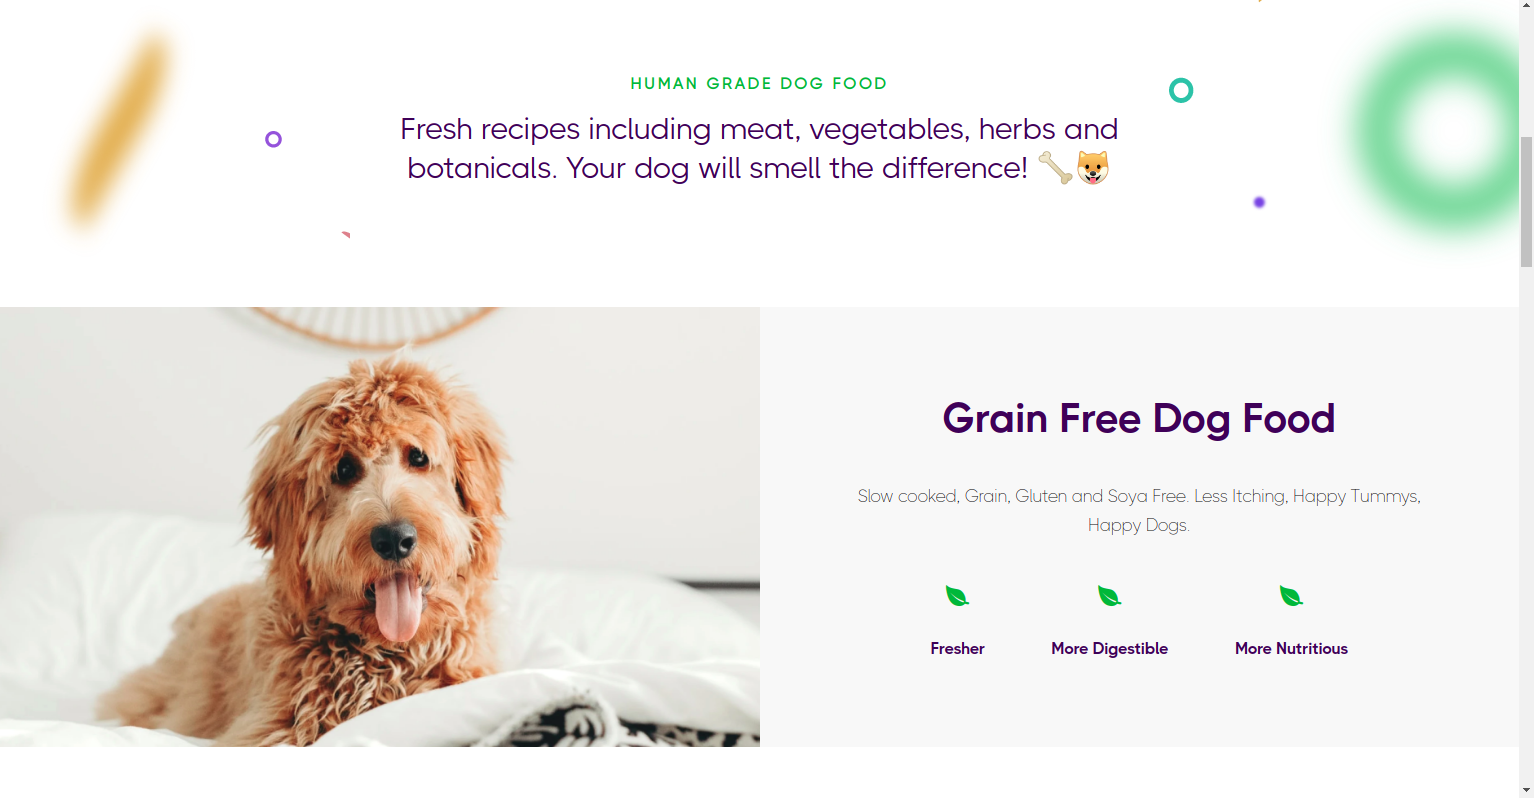 HUMAN GRADE DOG FOOD
Fresh recipes including meat, vegetables, herbs and
botanicals. Your dog will smell the difference! 🦴🐶
Grain Free Dog Food
Slow cooked, Grain, Gluten and Soya Free. Less Itching, Happy Tummys,
Happy Dogs.
Fresher
More Digestible
More Nutritious